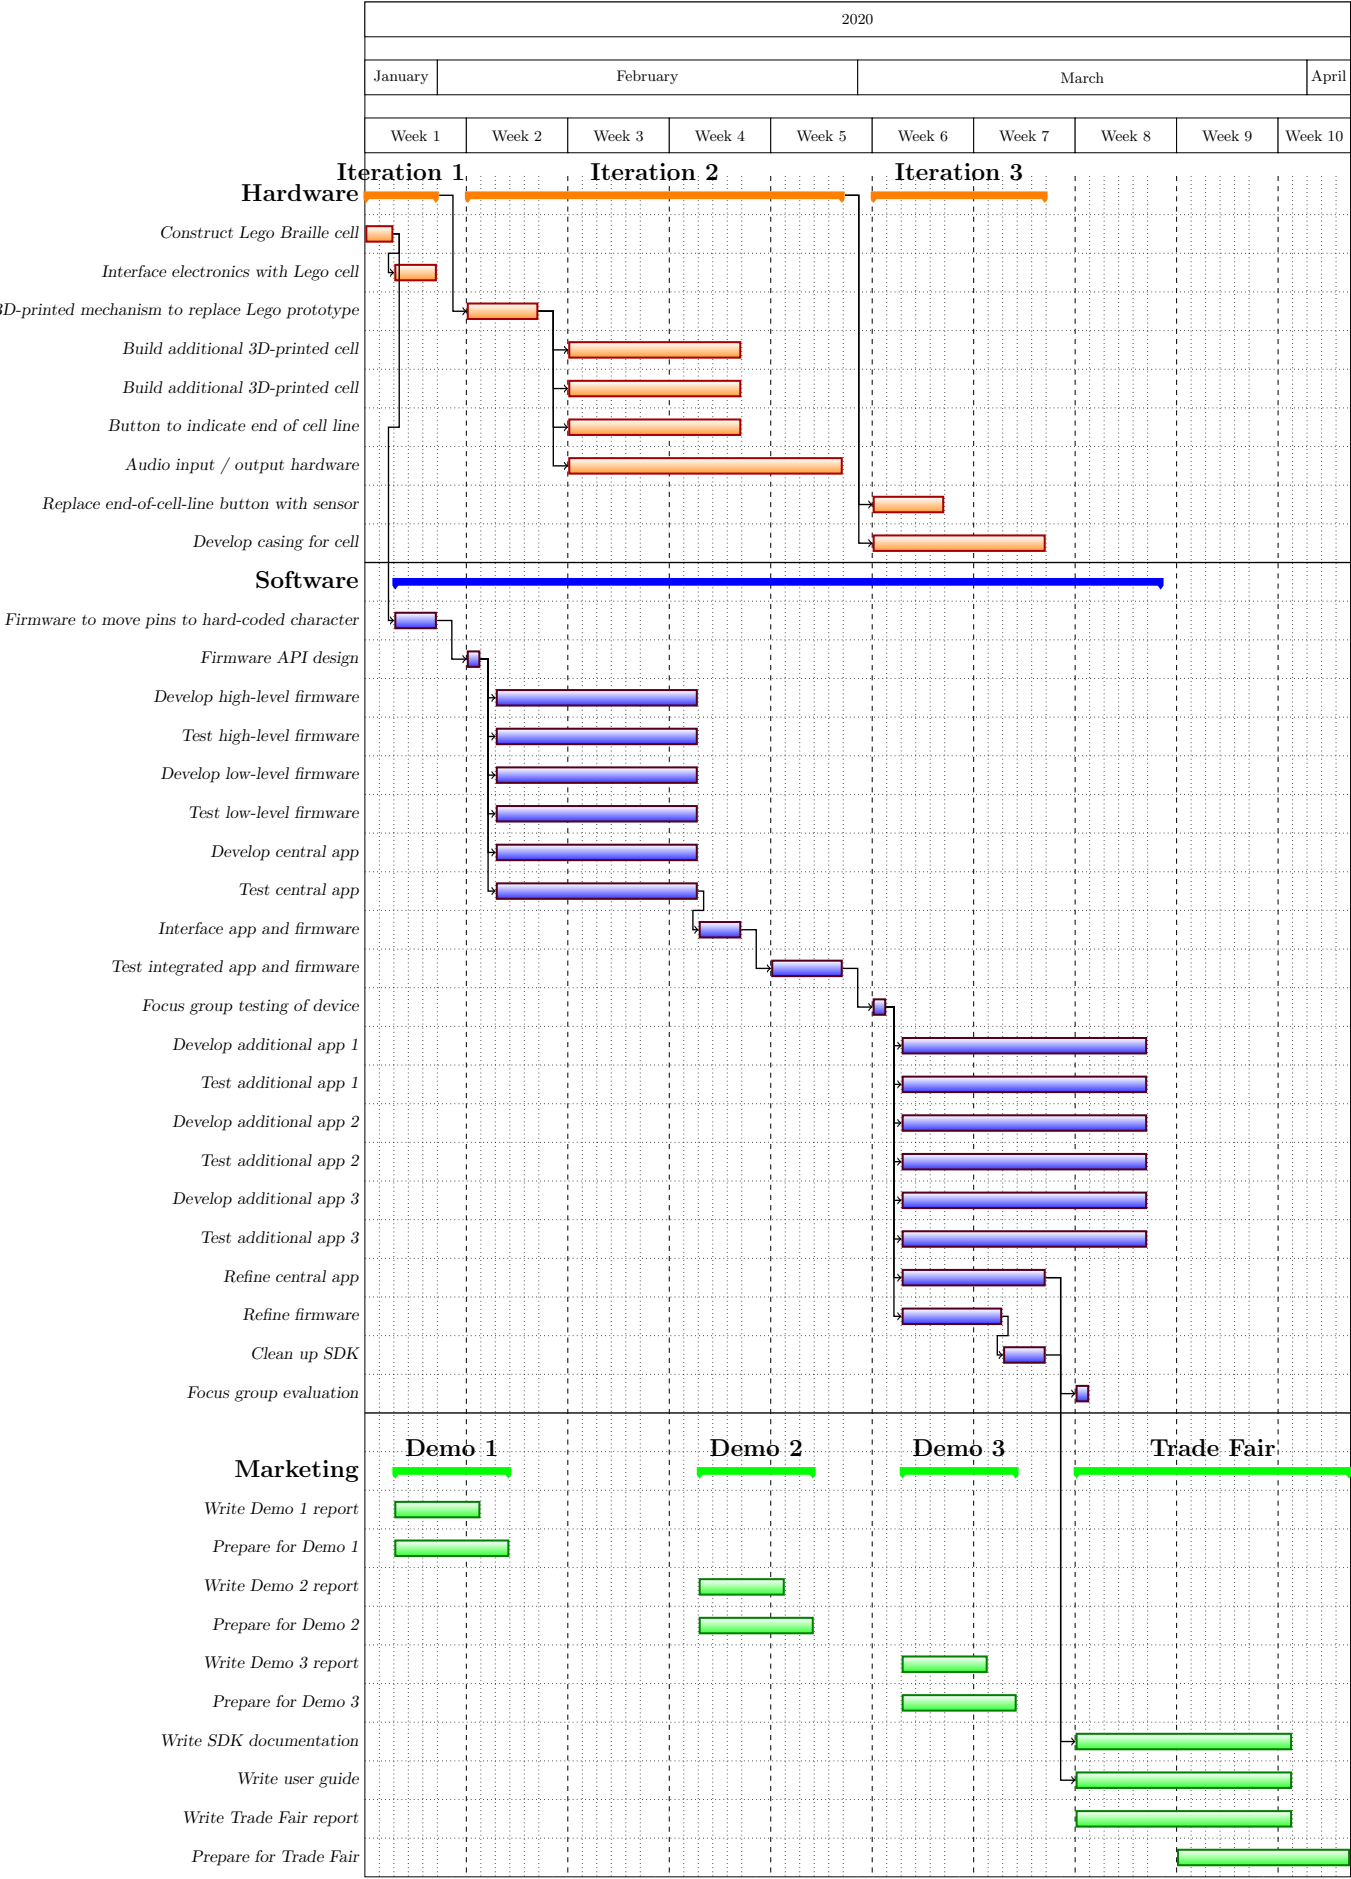 2020
January February March April
Week 1 Week 2 Week 3 Week 4 Week 5 Week 6 Week 7 Week 8 Week 9 Week 10
Iteration 1 Iteration 2 Iteration 3
Hardware
Construct Lego Braille cell
Interface electronics with Lego cell
3D-printed mechanism to replace Lego prototype
Build additional 3D-printed cell
Build additional 3D-printed cell
Button to indicate end of cell line
Audio input / output hardware
Replace end-of-cell-line button with sensor
Develop casing for cell
Software
Firmware to move pins to hard-coded character
Firmware API design
Develop high-level firmware
Test high-level firmware
Develop low-level firmware
Test low-level firmware
Develop central app
Test central app
Interface app and firmware
Test integrated app and firmware
Focus group testing of device
Develop additional app 1
Test additional app 1
Develop additional app 2
Test additional app 2
Develop additional app 3
Test additional app 3
Refine central app
Refine firmware
Clean up SDK
Focus group evaluation
Demo 1 Demo 2 Demo 3 Trade Fair
Marketing
Write Demo 1 report
Prepare for Demo 1
Write Demo 2 report
Prepare for Demo 2
Write Demo 3 report
Prepare for Demo 3
Write SDK documentation
Write user guide
Write Trade Fair report
Prepare for Trade Fair